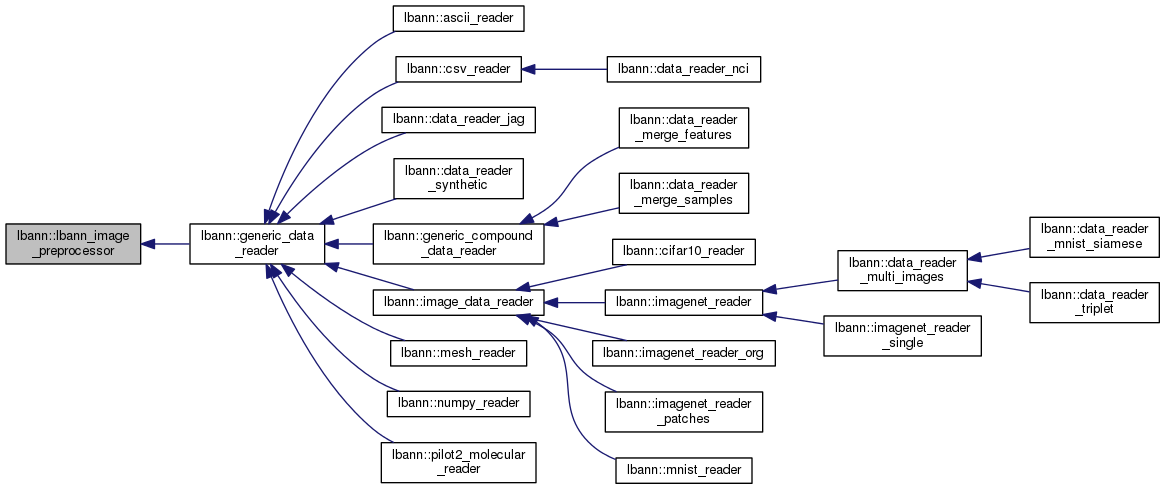 lbann::ascii_reader
lbann::csv_reader
lbann::data_reader_nci
lbann::data_reader_jag
lbann::data_reader
_merge_features
lbann::data_reader
_synthetic
lbann::data_reader
_merge_samples
lbann::lbann_image
_preprocessor
lbann::generic_data
_reader
lbann::generic_compound
_data_reader
lbann::cifar10_reader
lbann::data_reader
_mnist_siamese
lbann::data_reader
_multi_images
lbann::image_data_reader
lbann::imagenet_reader
lbann::data_reader
_triplet
lbann::imagenet_reader
_single
lbann::mesh_reader
lbann::imagenet_reader_org
lbann::numpy_reader
lbann::imagenet_reader
_patches
lbann::pilot2_molecular
_reader
lbann::mnist_reader